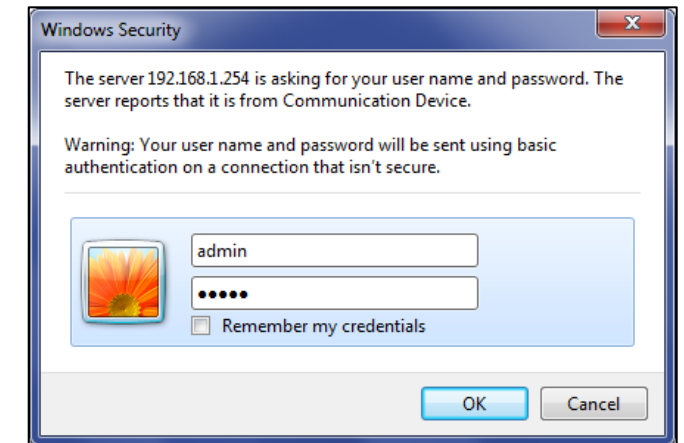 Windows Security
The server 192.168.1.254 is asking for your user name and password. The
server reports that it is from Communication Device.
Warning: Your user name and password will be sent using basic
authentication on a connection that isn't secure.
admin
●●●●●
Remember my credentials
OK
Cancel